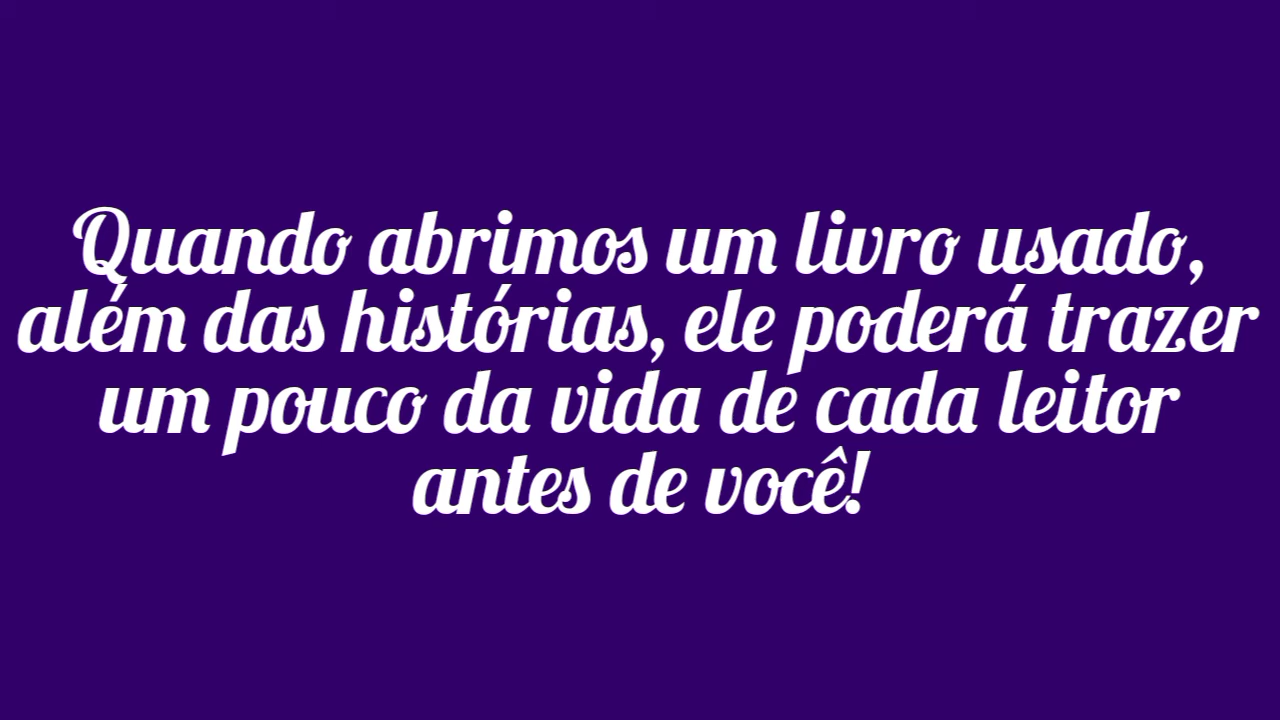 Quando abrimos um livro usado,
além das histórias, ele poderá trazer
um pouco da vida de cada leitor
antes de você!